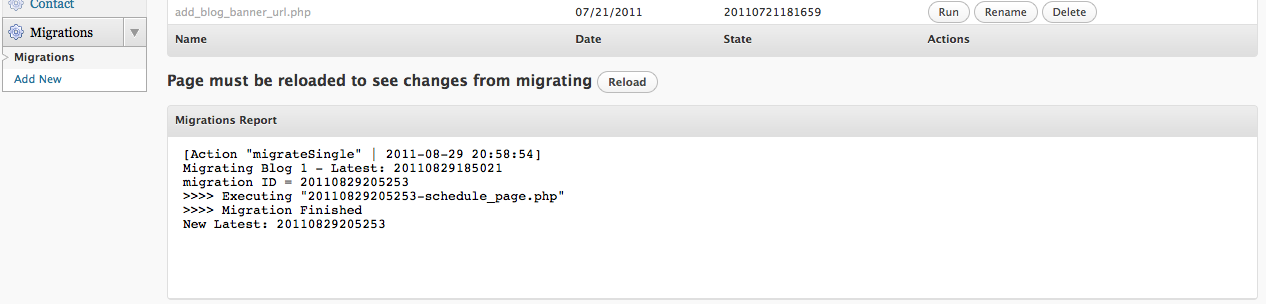 Contact
Migrations
Migrations
Add New
add_blog_banner_url.php 07/21/2011 20110721181659 Run Rename Delete
Name Date State Actions
Page must be reloaded to see changes from migrating Reload
Migrations Report
[Action "migrateSingle" | 2011-08-29 20:58:54]
Migrating Blog 1 - Latest: 20110829185021
migration ID = 20110829205253
>>>> Executing "20110829205253-schedule_page.php"
>>>> Migration Finished
New Latest: 20110829205253